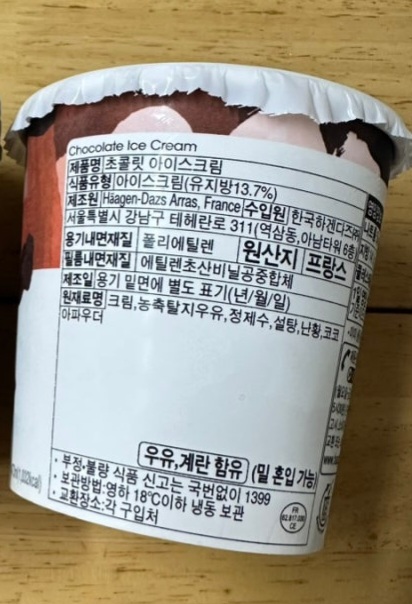 Chocolate Ice Cream
제품명 초콜릿 아이스크림
식품유형 아이스크림(유지방13.7%)
제조원 Häagen-Dazs Arras, France 수입원 한국하겐다즈㈜
서울특별시 강남구 테헤란로 311(역삼동,아남타워 6층)
용기내면재질 폴리에틸렌 원산지 프랑스
필름내면재질 에틸렌초산비닐공중합체
제조일 용기 밑면에 별도 표기(년/월/일)
원재료명 크림,농축탈지우유,정제수,설탕,난황,코코
아파우더
우유,계란 함유 (밀 혼입 가능)
· 부정·불량 식품 신고는 국번없이 1399
· 보관방법:영하 18℃이하 냉동 보관
· 교환장소:각 구입처
FR
CE